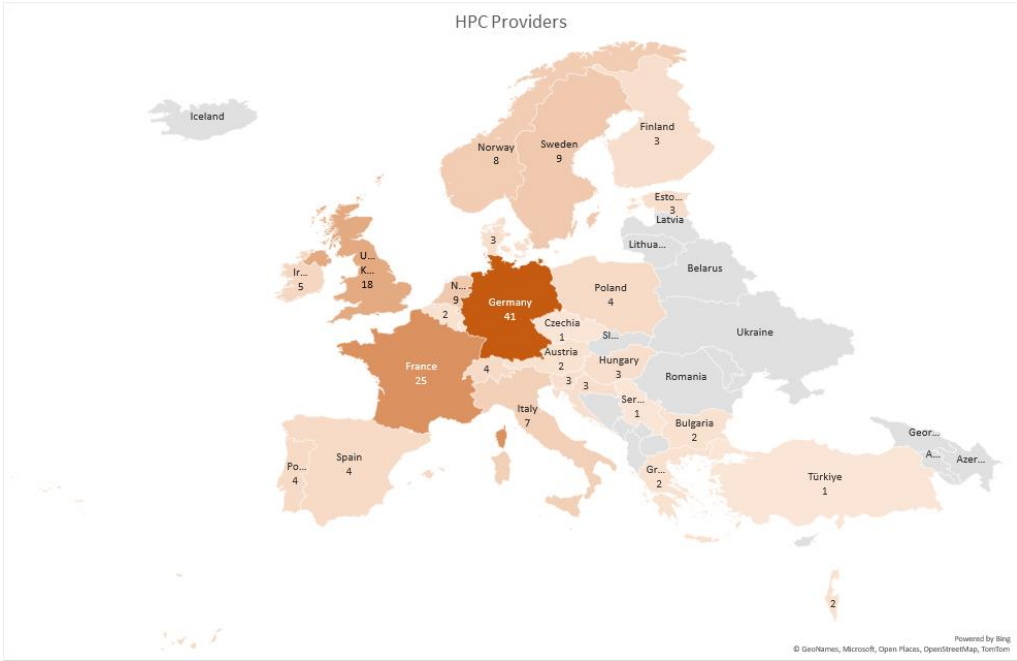 HPC Providers
Iceland
Finland
3
Norway
8
Sweden
9
Esto...
3
Latvia
Lithua...
3
U...
K...
18
Ir...
5
Belarus
N...
9
Germany
41
Poland
4
2
Czechia
1
Sl...
Ukraine
Austria
2
Hungary
3
France
25
4
3
3
Romania
Ser...
1
Italy
7
Bulgaria
2
Geor...
A...
Azer...
Spain
4
Po...
4
Gr...
2
Türkiye
1
2
Powered by Bing
© GeoNames, Microsoft, Open Places, OpenStreetMap, TomTom